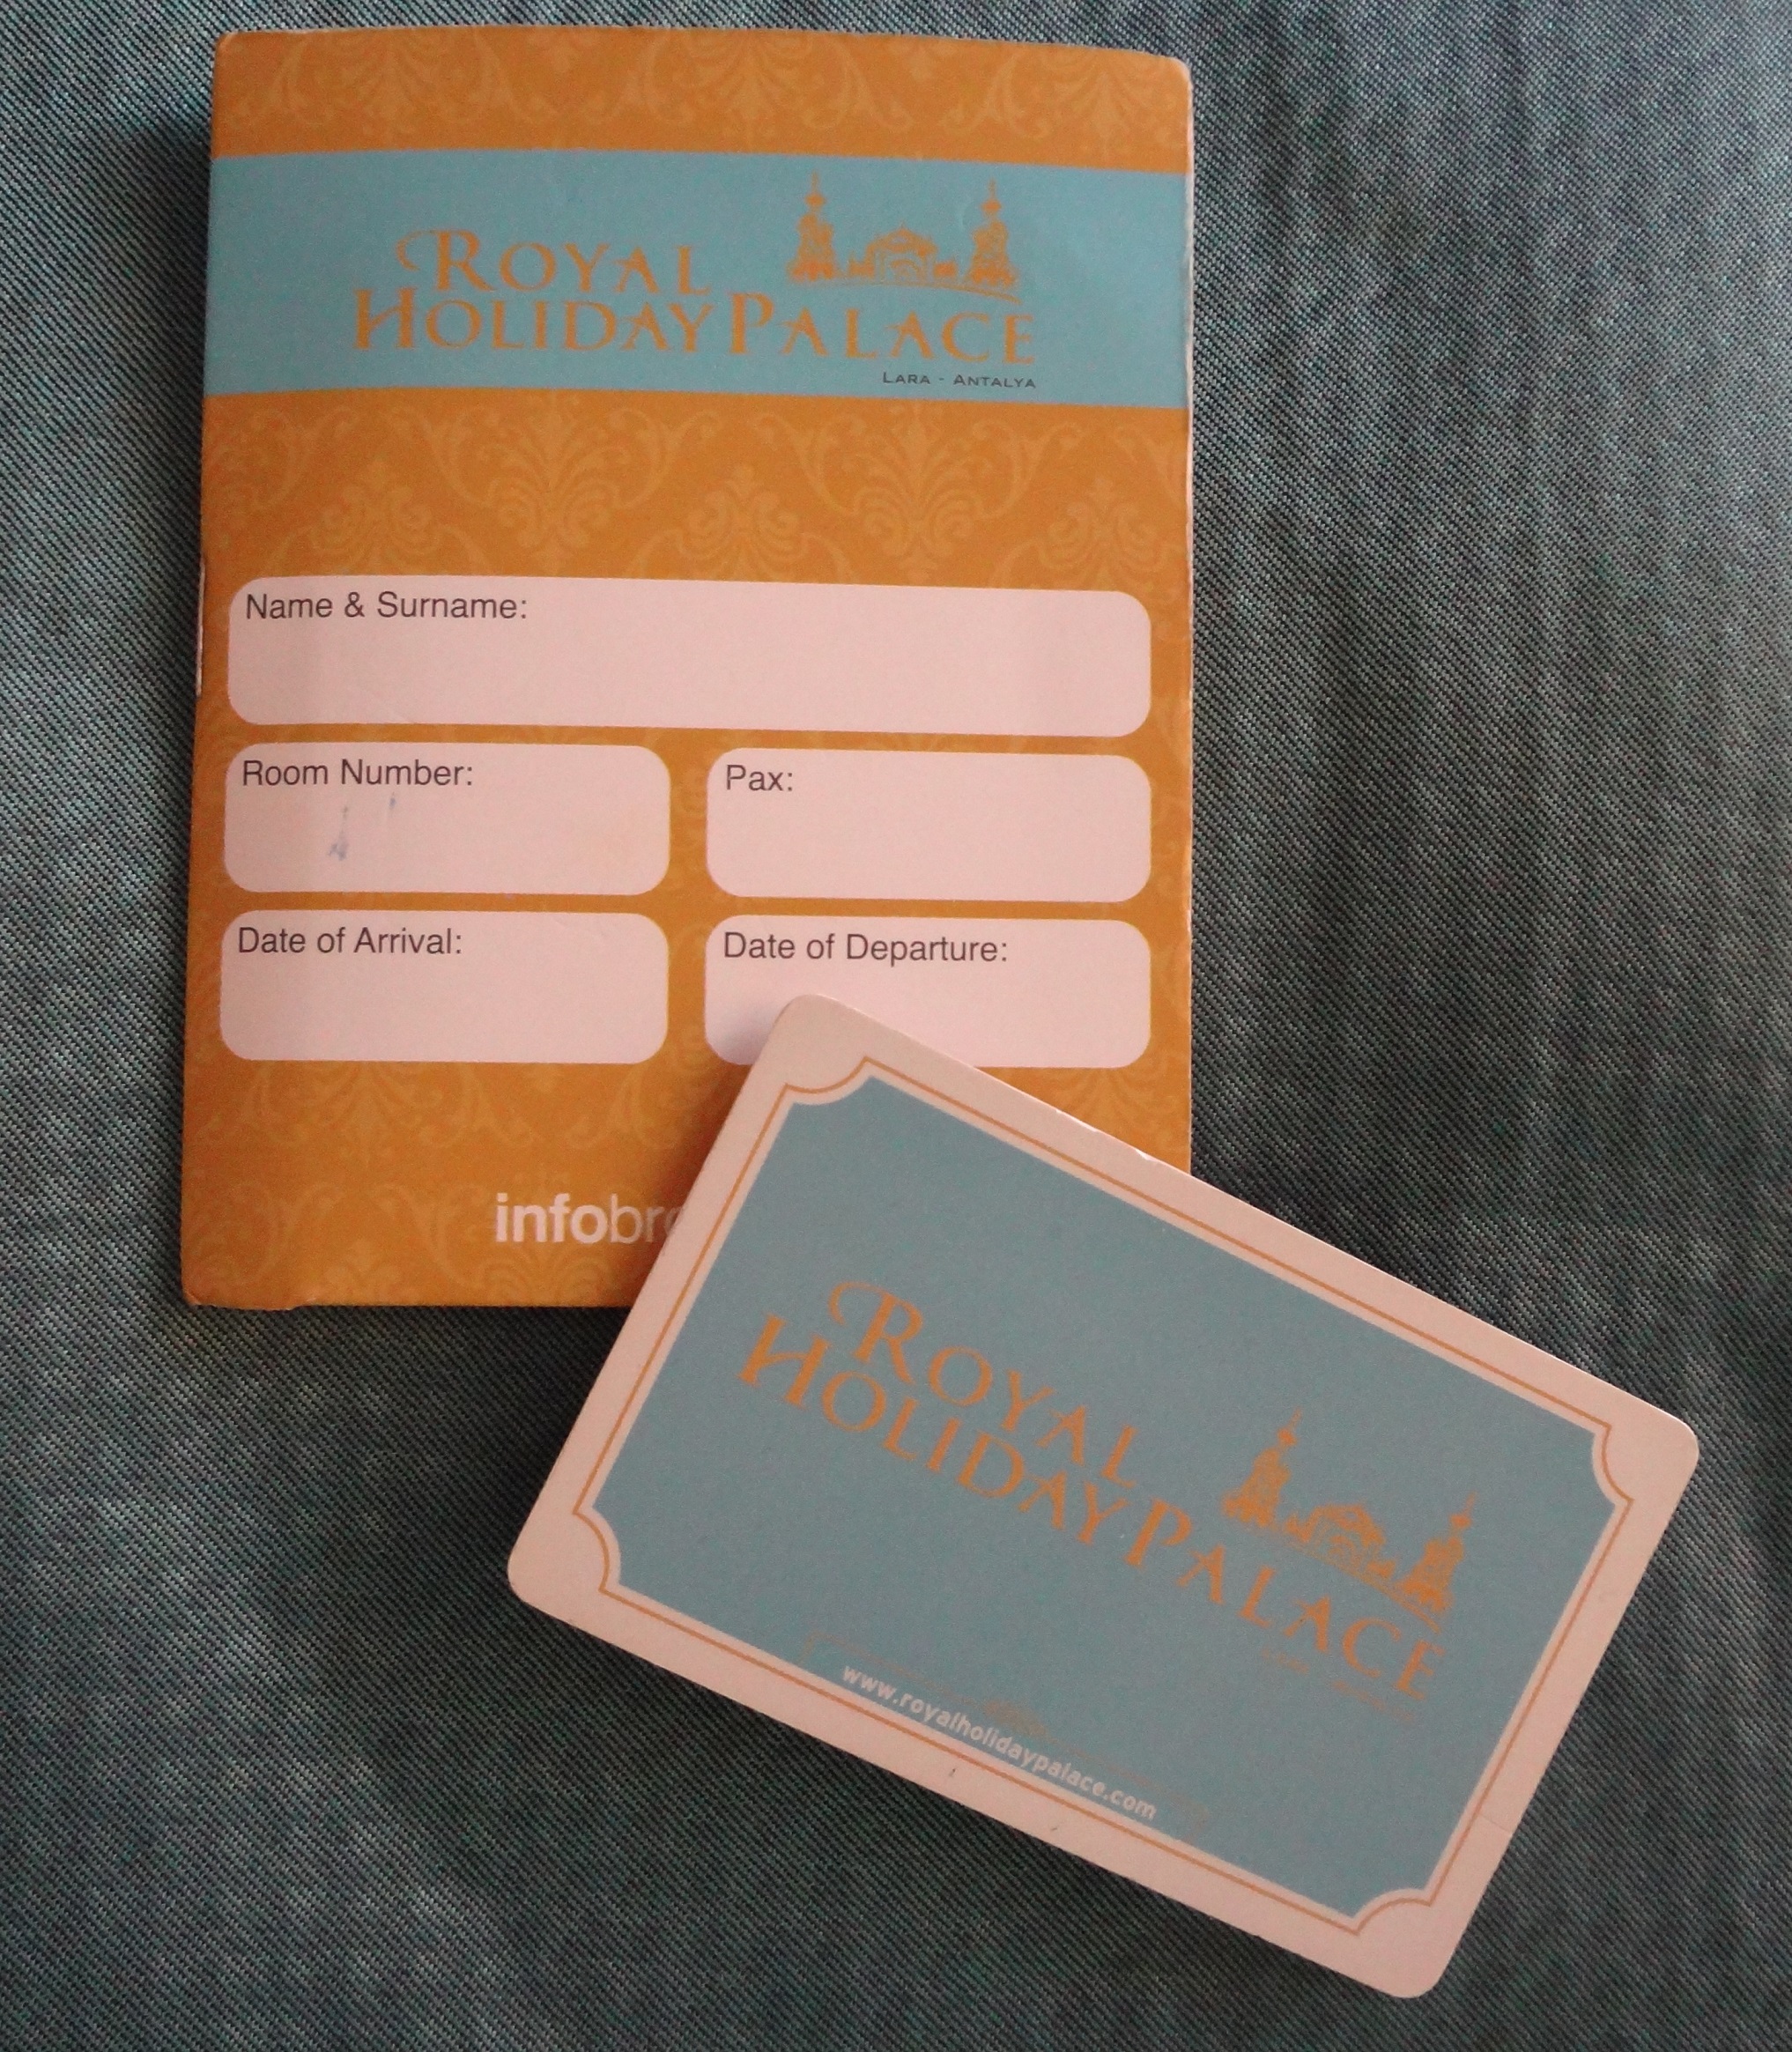 ROYAL
HOLIDAY PALACE
LARA - ANTALYA
Name & Surname:
Room Number:
Pax:
Date of Arrival:
Date of Departure:
ROYAL
HOLIDAY PALACE
www.royalholidaypalace.com